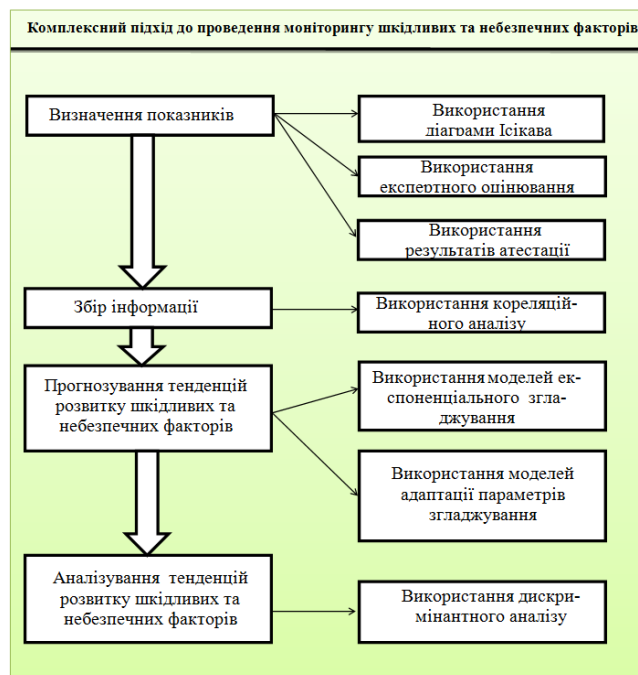 Комплексний підхід до проведення моніторингу шкідливих та небезпечних факторів
Визначення показників
Використання
діаграми Ісікава
Використання
експертного оцінювання
Використання
результатів атестації
Збір інформації
Використання кореляцій-
ного аналізу
Прогнозування тенденцій
розвитку шкідливих та
небезпечних факторів
Використання моделей ек-
споненціального згла-
джування
Використання моделей
адаптації параметрів
згладжування
Аналізування тенденцій
розвитку шкідливих та
небезпечних факторів
Використання дискри-
мінантного аналізу